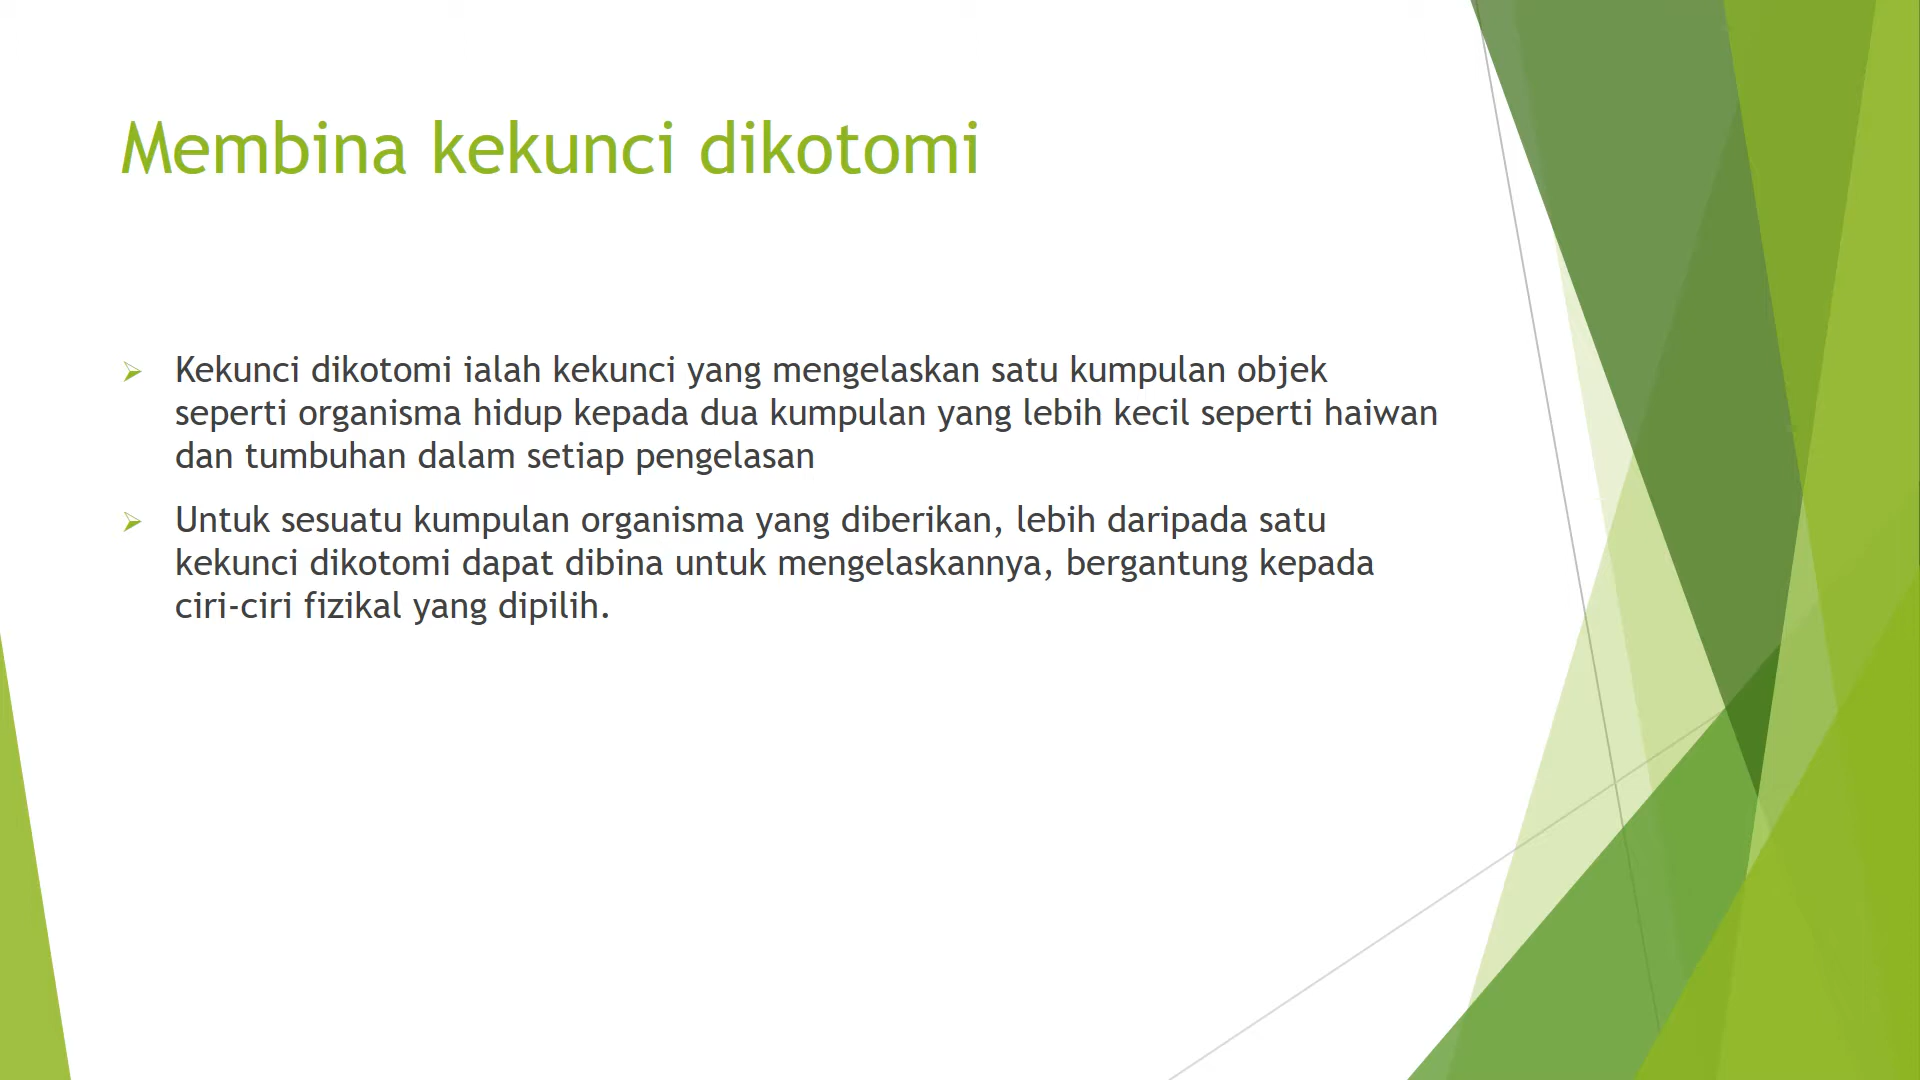 Membina kekunci dikotomi
Kekunci dikotomi ialah kekunci yang mengelaskan satu kumpulan objek
seperti organisma hidup kepada dua kumpulan yang lebih kecil seperti haiwan
dan tumbuhan dalam setiap pengelasan
Untuk sesuatu kumpulan organisma yang diberikan, lebih daripada satu
kekunci dikotomi dapat dibina untuk mengelaskannya, bergantung kepada
ciri-ciri fizikal yang dipilih.